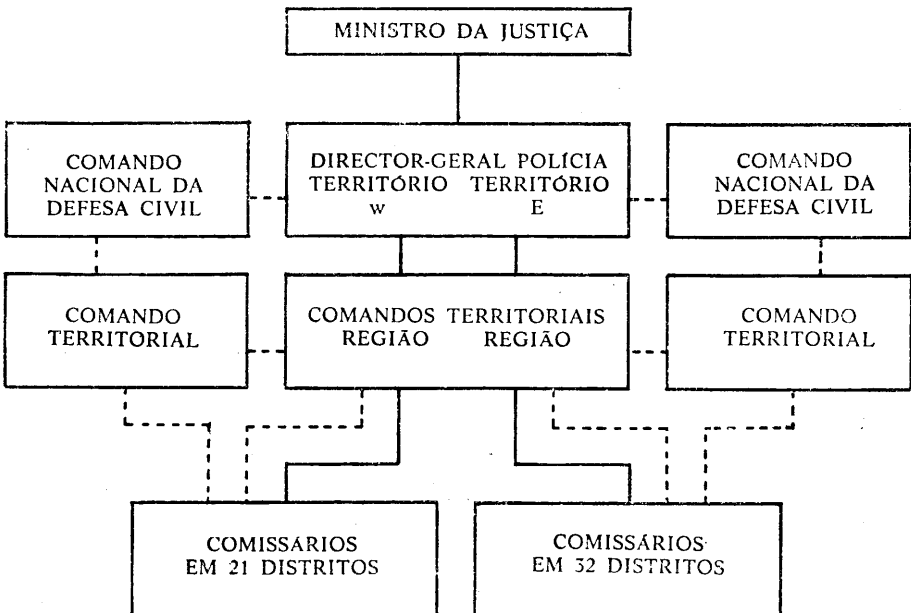 MINISTRO DA JUSTIÇA
COMANDO
NACIONAL DA
DEFESA CIVIL
DIRECTOR-GERAL POLÍCIA
TERRITÓRIO TERRITÓRIO
W E
COMANDO
NACIONAL DA
DEFESA CIVIL
COMANDO
TERRITORIAL
COMANDOS TERRITORIAIS
REGIÃO REGIÃO
COMANDO
TERRITORIAL
COMISSÁRIOS
EM 21 DISTRITOS
COMISSÁRIOS
EM 32 DISTRITOS